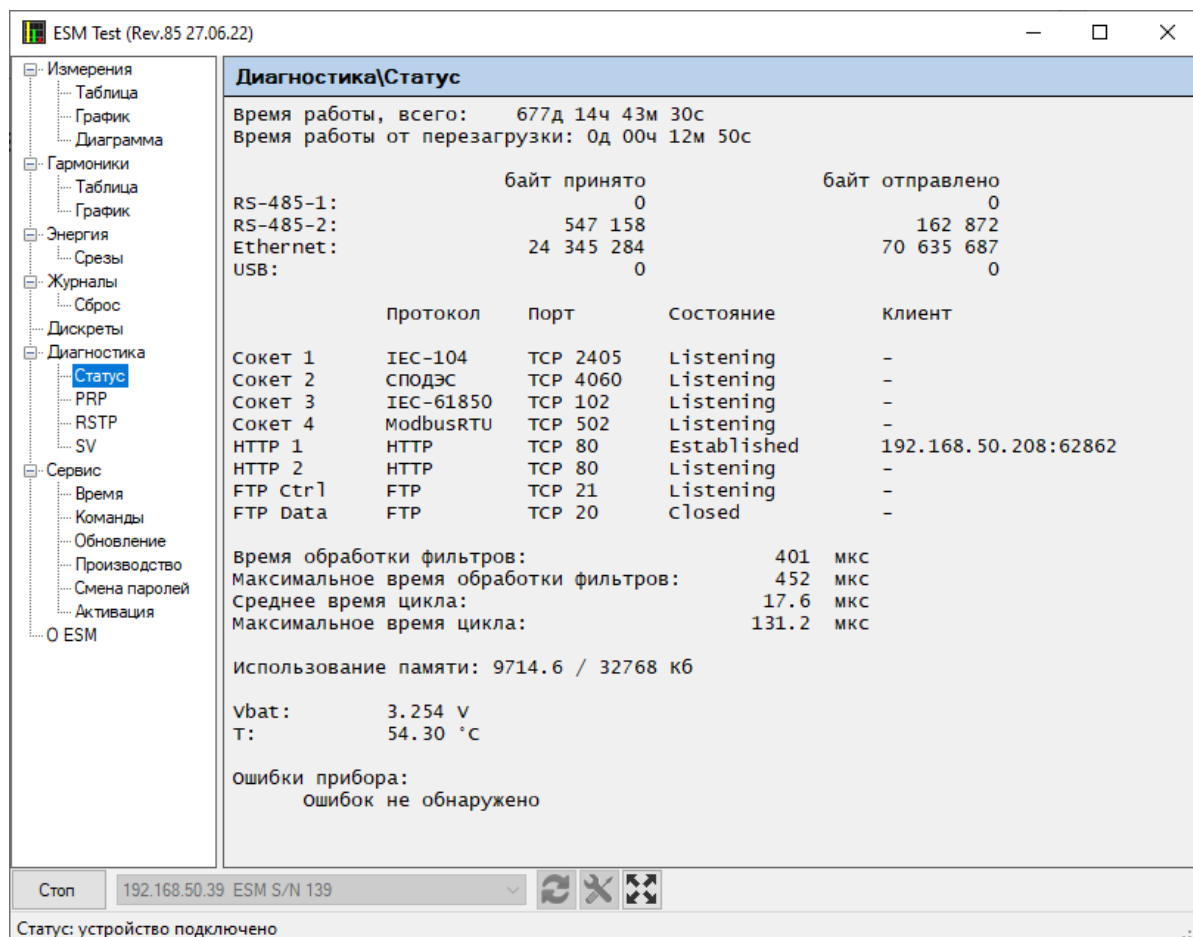 ESM Test (Rev.85 27.06.22)
Измерения
Таблица
График
Диаграмма
Гармоники
Таблица
График
Энергия
Срезы
Журналы
Сброс
Дискреты
Диагностика
Статус
PRP
RSTP
SV
Сервис
Время
Команды
Обновление
Производство
Смена паролей
Активация
О ESM
Диагностика\Статус
Время работы, всего: 677д 14ч 43м 30с
Время работы от перезагрузки: 0д 00ч 12м 50с
байт принято байт отправлено
RS-485-1: 0 0
RS-485-2: 547 158 162 872
Ethernet: 24 345 284 70 635 687
USB: 0 0
Протокол Порт Состояние Клиент
Сокет 1 IEC-104 TCP 2405 Listening -
Сокет 2 СПОДЭС TCP 4060 Listening -
Сокет 3 IEC-61850 TCP 102 Listening -
Сокет 4 ModbusRTU TCP 502 Listening -
HTTP 1 HTTP TCP 80 Established 192.168.50.208:62862
HTTP 2 HTTP TCP 80 Listening -
FTP Ctrl FTP TCP 21 Listening -
FTP Data FTP TCP 20 Closed -
Время обработки фильтров: 401 мкс
Максимальное время обработки фильтров: 452 мкс
Среднее время цикла: 17.6 мкс
Максимальное время цикла: 131.2 мкс
Использование памяти: 9714.6 / 32768 Кб
Vbat: 3.254 V
T: 54.30 °C
Ошибки прибора:
Ошибок не обнаружено
Стоп 192.168.50.39 ESM S/N 139
Статус: устройство подключено